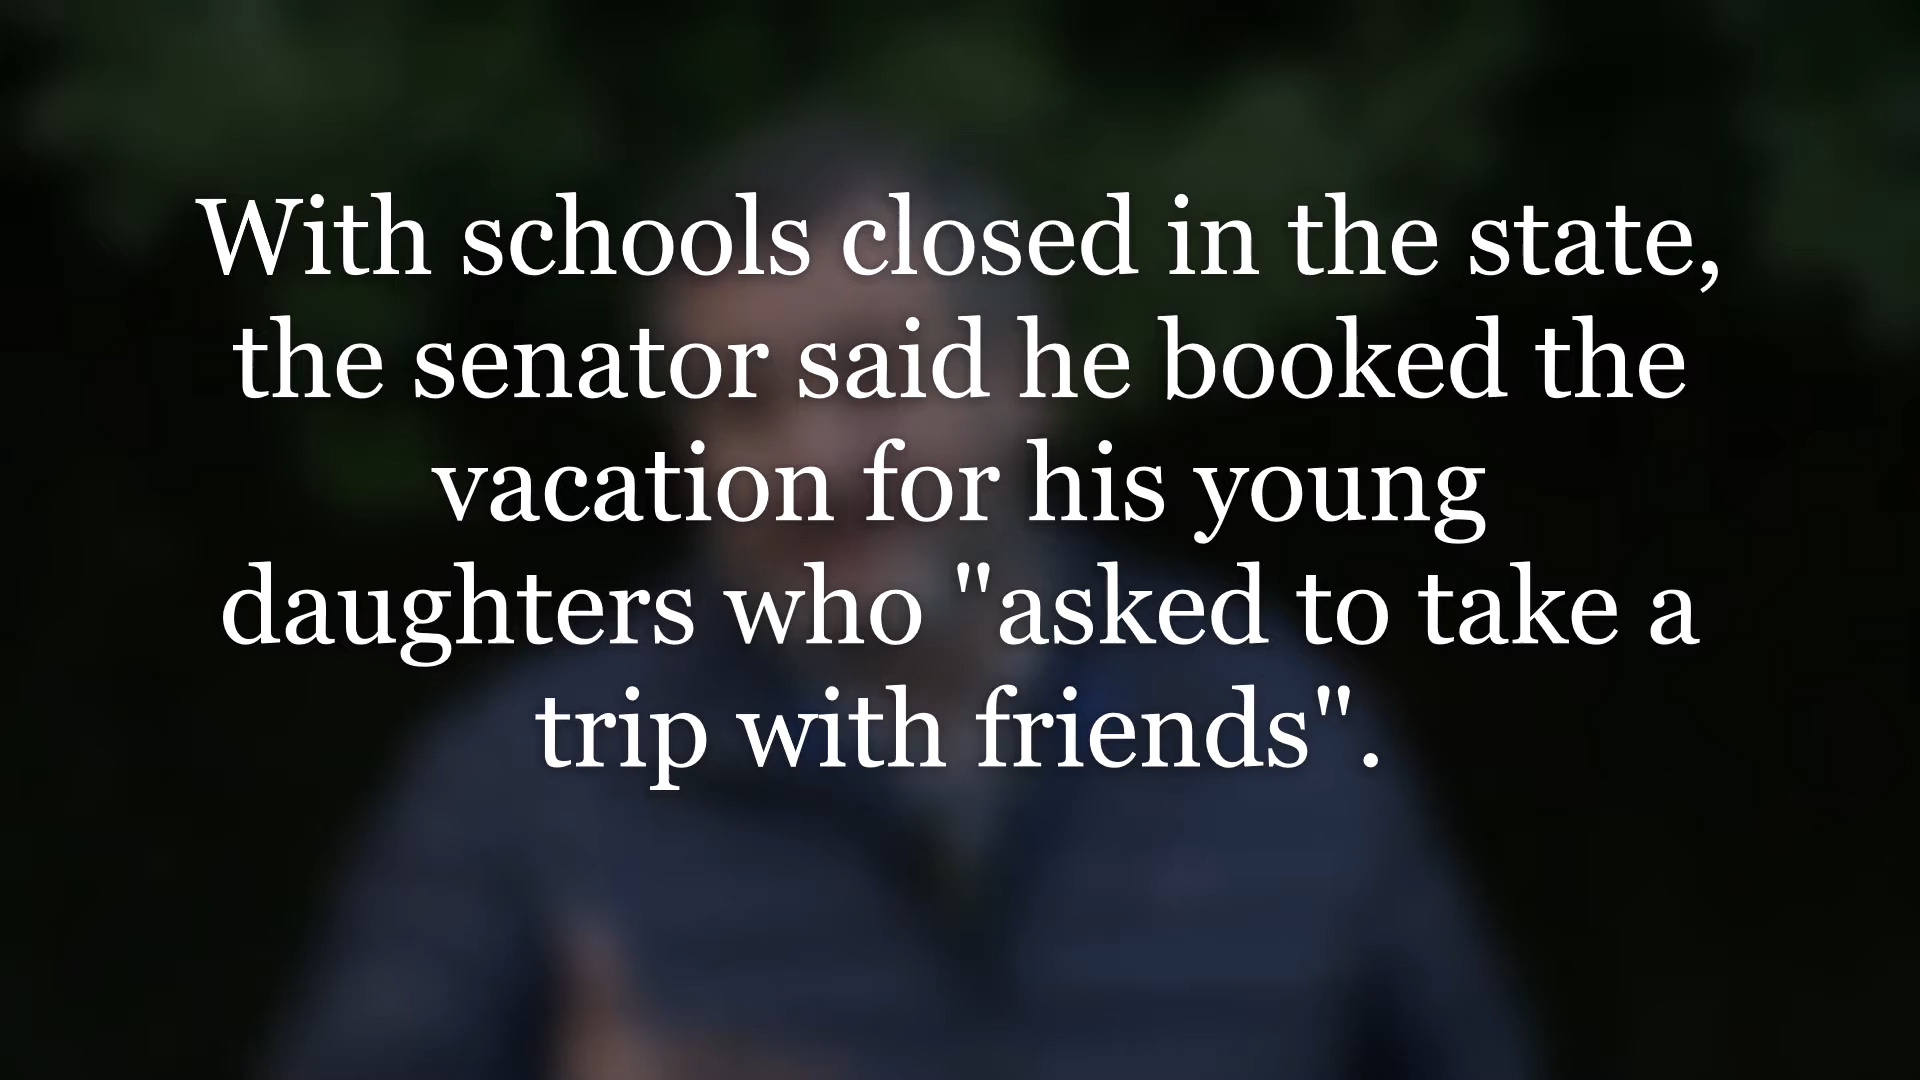 With schools closed in the state,
the senator said he booked the
vacation for his young
daughters who "asked to take a
trip with friends".